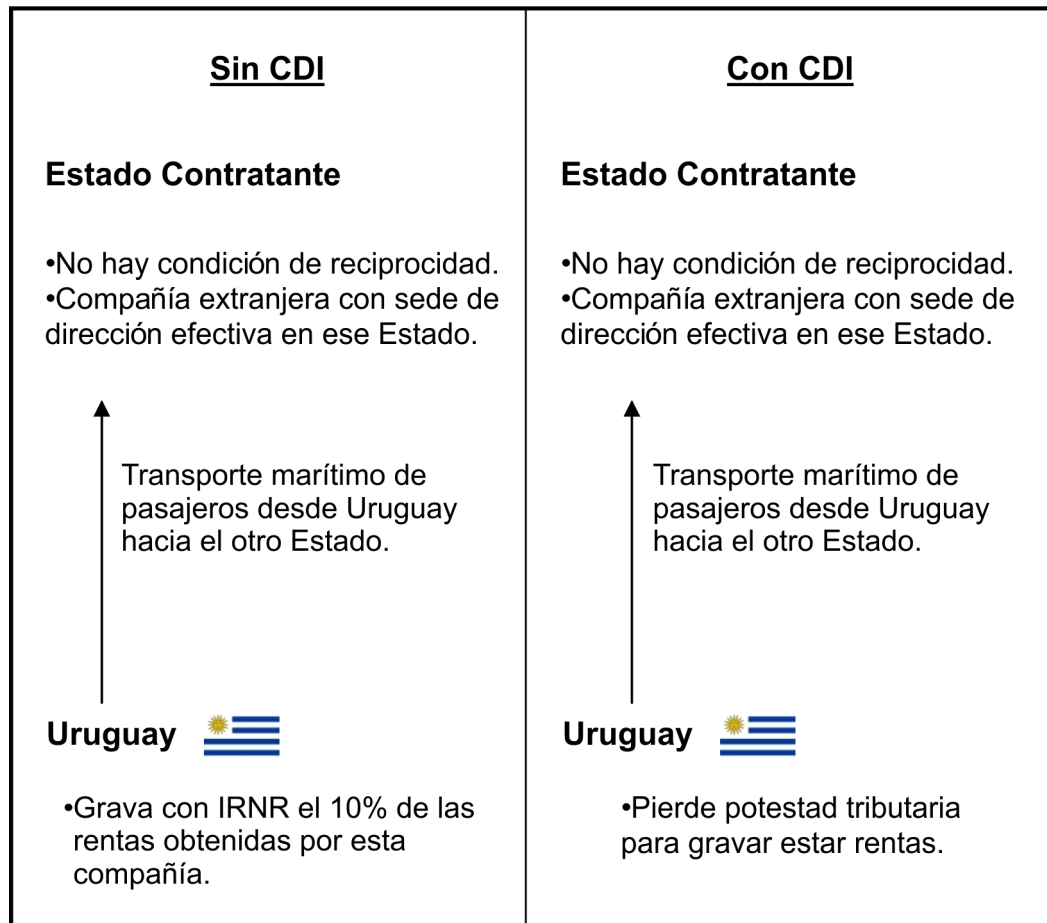 Sin CDI
Estado Contratante
•No hay condición de reciprocidad.
•Compañía extranjera con sede de
dirección efectiva en ese Estado.
Transporte marítimo de
pasajeros desde Uruguay
hacia el otro Estado.
Uruguay
•Grava con IRNR el 10% de las
rentas obtenidas por esta
compañía.
Con CDI
Estado Contratante
•No hay condición de reciprocidad.
•Compañía extranjera con sede de
dirección efectiva en ese Estado.
Transporte marítimo de
pasajeros desde Uruguay
hacia el otro Estado.
Uruguay
•Pierde potestad tributaria
para gravar estar rentas.